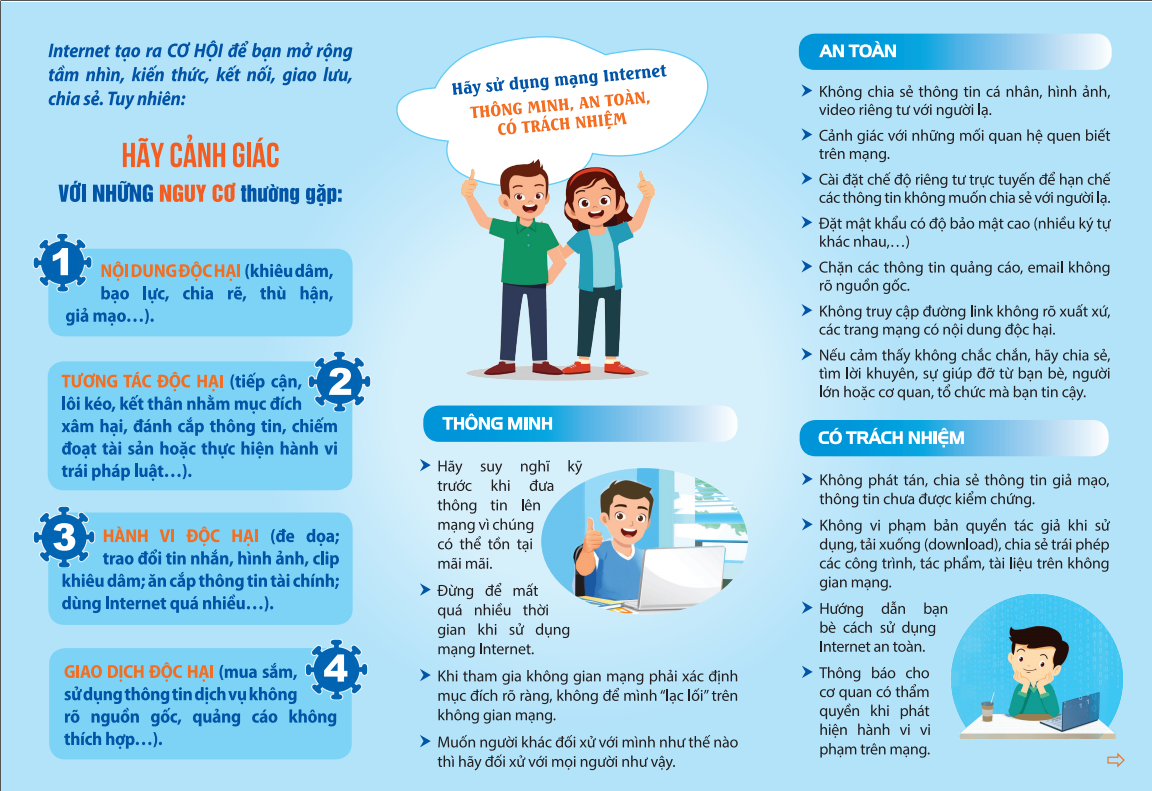 Internet tạo ra CƠ HỘI để bạn mở rộng
tầm nhìn, kiến thức, kết nối, giao lưu,
chia sẻ. Tuy nhiên:
HÃY CẢNH GIÁC
VỚI NHỮNG NGUY CƠ thường gặp:
1
NỘI DUNG ĐỘC HẠI (khiêu dâm,
bạo lực, chia rẽ, thù hận,
giả mạo…).
2
TƯƠNG TÁC ĐỘC HẠI (tiếp cận,
lôi kéo, kết thân nhằm mục đích
xâm hại, đánh cắp thông tin, chiếm
đoạt tài sản hoặc thực hiện hành vi
trái pháp luật…).
3
HÀNH VI ĐỘC HẠI (đe dọa;
trao đổi tin nhắn, hình ảnh, clip
khiêu dâm; ăn cắp thông tin tài chính;
dùng Internet quá nhiều…).
4
GIAO DỊCH ĐỘC HẠI (mua sắm,
sử dụng thông tin dịch vụ không
rõ nguồn gốc, quảng cáo không
thích hợp…).
Hãy sử dụng mạng Internet
THÔNG MINH, AN TOÀN,
CÓ TRÁCH NHIỆM
THÔNG MINH
Hãy suy nghĩ kỹ
trước khi đưa
thông tin lên
mạng vì chúng
có thể tồn tại
mãi mãi.
Đừng để mất
quá nhiều thời
gian khi sử dụng
mạng Internet.
Khi tham gia không gian mạng phải xác định
mục đích rõ ràng, không để mình “lạc lối” trên
không gian mạng.
Muốn người khác đối xử với mình như thế nào
thì hãy đối xử với mọi người như vậy.
AN TOÀN
Không chia sẻ thông tin cá nhân, hình ảnh,
video riêng tư với người lạ.
Cảnh giác với những mối quan hệ quen biết
trên mạng.
Cài đặt chế độ riêng tư trực tuyến để hạn chế
các thông tin không muốn chia sẻ với người lạ.
Đặt mật khẩu có độ bảo mật cao (nhiều ký tự
khác nhau,…)
Chặn các thông tin quảng cáo, email không
rõ nguồn gốc.
Không truy cập đường link không rõ xuất xứ,
các trang mạng có nội dung độc hại.
Nếu cảm thấy không chắc chắn, hãy chia sẻ,
tìm lời khuyên, sự giúp đỡ từ bạn bè, người
lớn hoặc cơ quan, tổ chức mà bạn tin cậy.
CÓ TRÁCH NHIỆM
Không phát tán, chia sẻ thông tin giả mạo,
thông tin chưa được kiểm chứng.
Không vi phạm bản quyền tác giả khi sử
dụng, tải xuống (download), chia sẻ trái phép
các công trình, tác phẩm, tài liệu trên không
gian mạng.
Hướng dẫn bạn
bè cách sử dụng
Internet an toàn.
Thông báo cho
cơ quan có thẩm
quyền khi phát
hiện hành vi vi
phạm trên mạng.